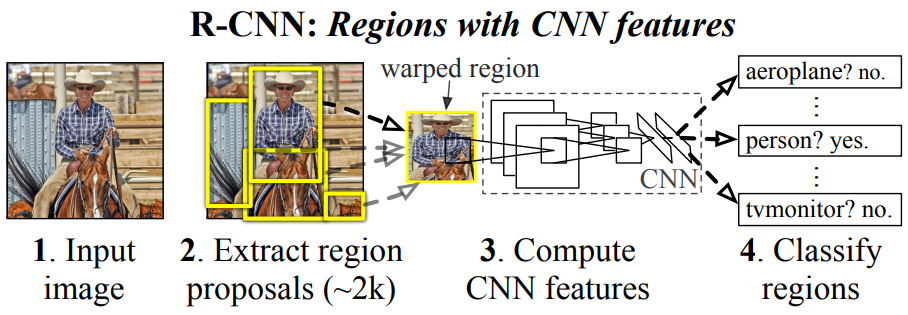 R-CNN: Regions with CNN features
warped region
aeroplane? no.
⋮
person? yes.
⋮
tvmonitor? no.
CNN
1. Input
image
2. Extract region
proposals (~2k)
3. Compute
CNN features
4. Classify
regions